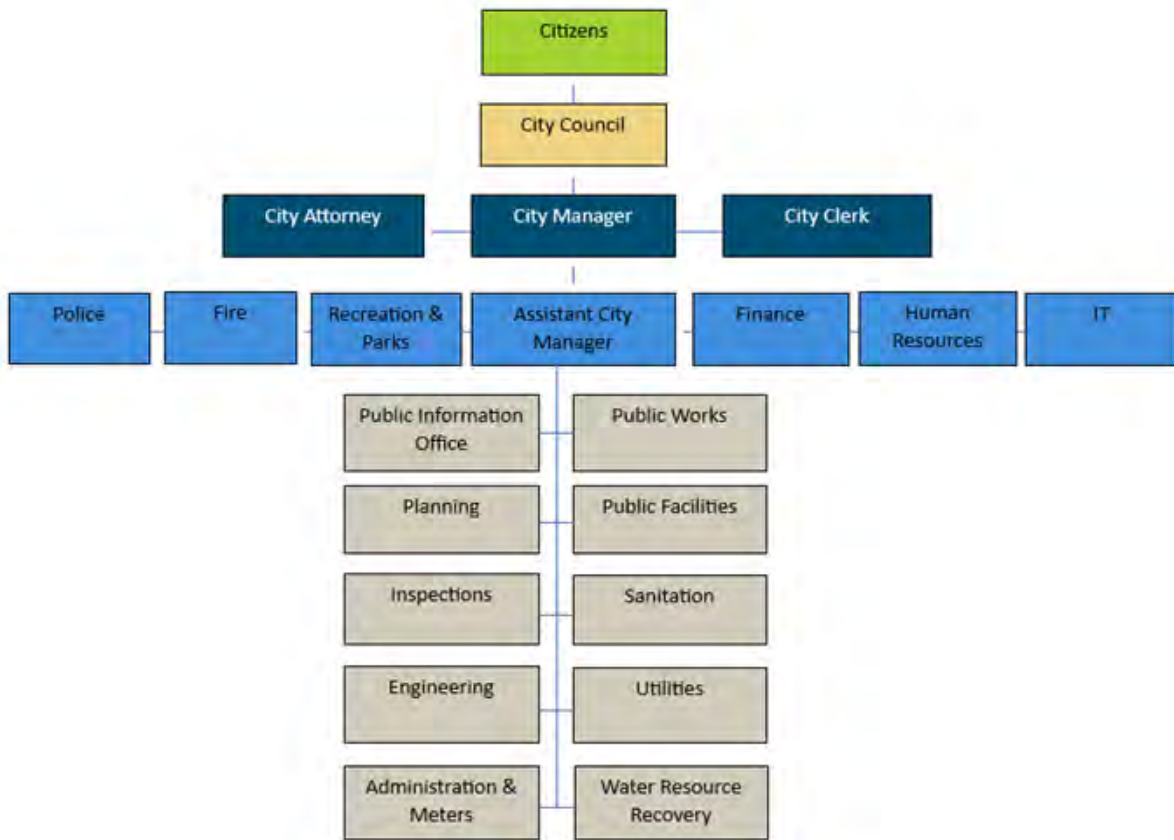 Citizens
City Council
City Attorney
City Manager
City Clerk
Police
Fire
Recreation &
Parks
Assistant City
Manager
Finance
Human
Resources
IT
Public Information
Office
Public Works
Planning
Public Facilities
Inspections
Sanitation
Engineering
Utilities
Administration &
Meters
Water Resource
Recovery